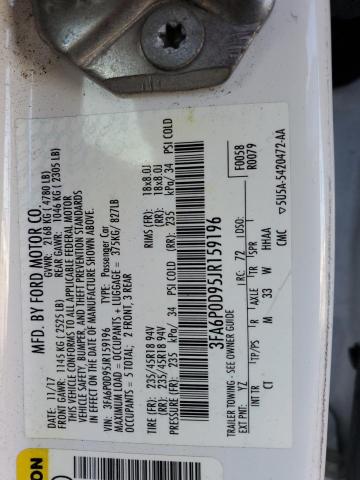 MFD. BY FORD MOTOR CO.
11/17 GVWR: 2168 KG ( 4780 LB)
FRONT GAWR: 1145 KG ( 2525 LB) 1046 KG ( 2305 LB)
THIS VEHICLE CONFORMS TO ALL APPLICABLE FEDERAL MOTOR
VEHICLE SAFETY, BUMPER, AND THEFT PREVENTION STANDARDS
IN EFFECT ON THE DATE OF MANUFACTURE SHOWN ABOVE.
VIN: 3FA6P0D95JR159196 Passenger Car
MAXIMUM LOAD = OCCUPANTS + LUGGAGE = 375KG/ 827LB
OCCUPANTS = 5 TOTAL: 2 FRONT, 3 REAR
TIRE (FR): 235/45R18 94V RIMS (FR): 18x8.0J
(RR): 235/45R18 94V (RR): 18x8.0J
PRESSURE (FR): 235 kPa/ 34 PSI COLD (RR): 235 kPa/ 34 PSI COLD
3FA6P0D95JR159196
TRAILER TOWING - SEE OWNER GUIDE F0058
EXT PNT: YZ RC: 72 DSO: R0079
INT TR TP/PS R AXLE TR SPR
CT M 33 W HHAA
CMC 5U5A-5420472-AA
ON